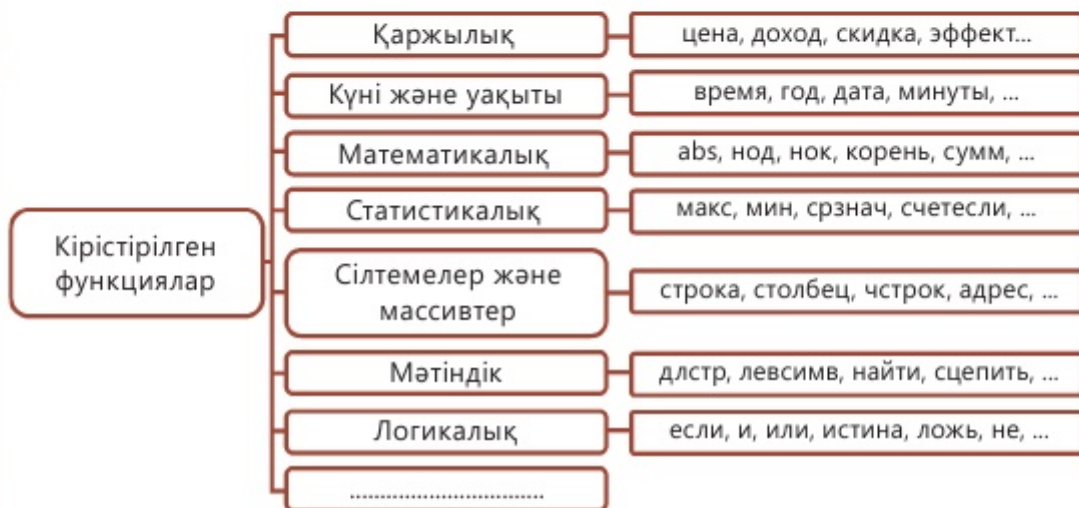 Кірістірілген
функциялар
Қаржылық
цена, доход, скидка, эффект...
Күні және уақыты
время, год, дата, минуты, ...
Математикалық
abs, нод, нок, корень, сумм, ...
Статистикалық
макс, мин, срзнач, счетесли, ...
Сілтемелер және
массивтер
строка, столбец, чстрок, адрес, ...
Мәтіндік
длстр, левсимв, найти, сцепить, ...
Логикалық
если, и, или, истина, ложь, не, ...
................................